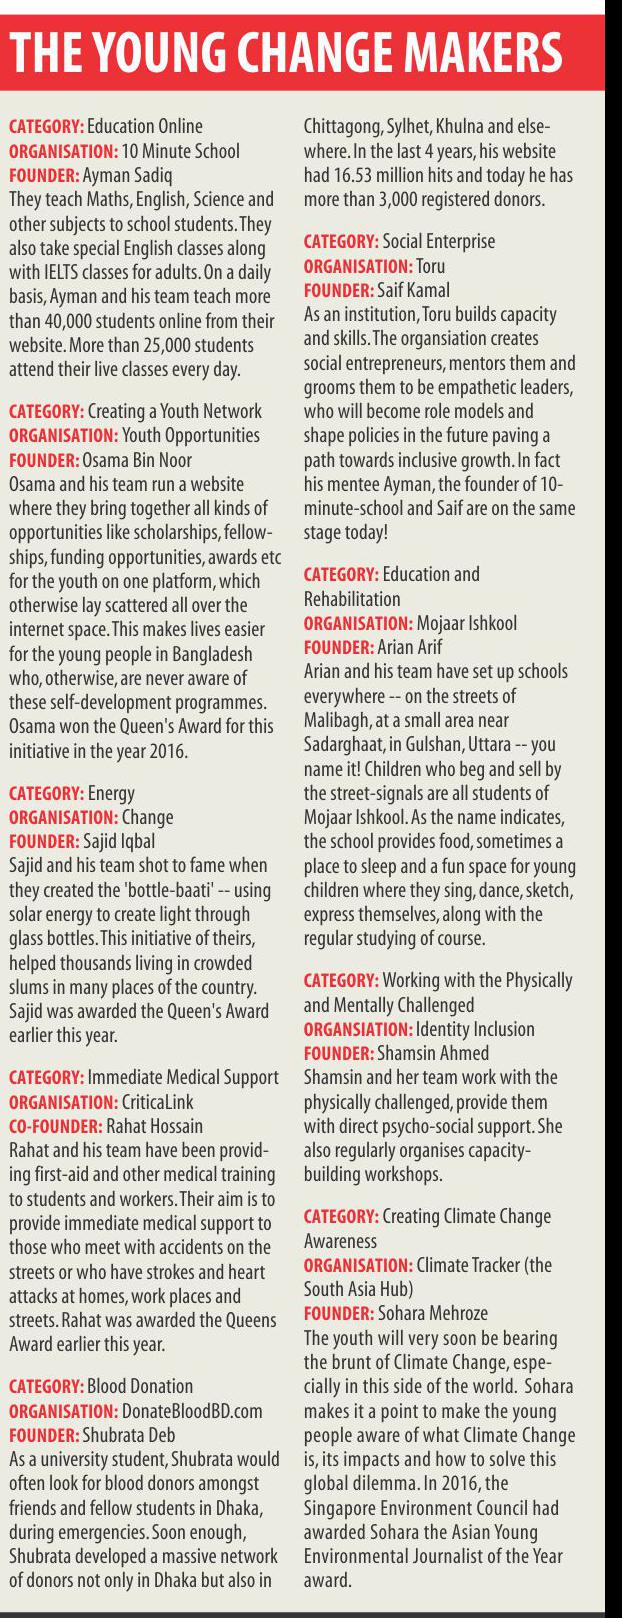 THE YOUNG CHANGE MAKERS
CATEGORY: Education Online
ORGANISATION: 10 Minute School
FOUNDER: Ayman Sadiq
They teach Maths, English, Science and
other subjects to school students. They
also take special English classes along
with IELTS classes for adults. On a daily
basis, Ayman and his team teach more
than 40,000 students online from their
website. More than 25,000 students
attend their live classes every day.
CATEGORY: Creating a Youth Network
ORGANISATION: Youth Opportunities
FOUNDER: Osama Bin Noor
Osama and his team run a website
where they bring together all kinds of
opportunities like scholarships, fellow-
ships, funding opportunities, awards etc
for the youth on one platform, which
otherwise lay scattered all over the
internet space. This makes lives easier
for the young people in Bangladesh
who, otherwise, are never aware of
these self-development programmes.
Osama won the Queen's Award for this
initiative in the year 2016.
CATEGORY: Energy
ORGANISATION: Change
FOUNDER: Sajid Iqbal
Sajid and his team shot to fame when
they created the 'bottle-baati' -- using
solar energy to create light through
glass bottles. This initiative of theirs,
helped thousands living in crowded
slums in many places of the country.
Sajid was awarded the Queen's Award
earlier this year.
CATEGORY: Immediate Medical Support
ORGANISATION: CriticaLink
CO-FOUNDER: Rahat Hossain
Rahat and his team have been provid-
ing first-aid and other medical training
to students and workers. Their aim is to
provide immediate medical support to
those who meet with accidents on the
streets or who have strokes and heart
attacks at homes, work places and
streets. Rahat was awarded the Queens
Award earlier this year.
CATEGORY: Blood Donation
ORGANISATION: DonateBloodBD.com
FOUNDER: Shubrata Deb
As a university student, Shubrata would
often look for blood donors amongst
friends and fellow students in Dhaka,
during emergencies. Soon enough,
Shubrata developed a massive network
of donors not only in Dhaka but also in
Chittagong, Sylhet, Khulna and else-
where. In the last 4 years, his website
had 16.53 million hits and today he has
more than 3,000 registered donors.
CATEGORY: Social Enterprise
ORGANISATION: Toru
FOUNDER: Saif Kamal
As an institution, Toru builds capacity
and skills. The organsiation creates
social entrepreneurs, mentors them and
grooms them to be empathetic leaders,
who will become role models and
shape policies in the future paving a
path towards inclusive growth. In fact
his mentee Ayman, the founder of 10-
minute-school and Saif are on the same
stage today!
CATEGORY: Education and
Rehabilitation
ORGANISATION: Mojaar Ishkool
FOUNDER: Arian Arif
Arian and his team have set up schools
everywhere -- on the streets of
Malibagh, at a small area near
Sadarghaat, in Gulshan, Uttara -- you
name it! Children who beg and sell by
the street-signals are all students of
Mojaar Ishkool. As the name indicates,
the school provides food, sometimes a
place to sleep and a fun space for young
children where they sing, dance, sketch,
express themselves, along with the
regular studying of course.
CATEGORY: Working with the Physically
and Mentally Challenged
ORGANSIATION: Identity Inclusion
FOUNDER: Shamsin Ahmed
Shamsin and her team work with the
physically challenged, provide them
with direct psycho-social support. She
also regularly organises capacity-
building workshops.
CATEGORY: Creating Climate Change
Awareness
ORGANISATION: Climate Tracker (the
South Asia Hub)
FOUNDER: Sohara Mehroze
The youth will very soon be bearing
the brunt of Climate Change, espe-
cially in this side of the world. Sohara
makes it a point to make the young
people aware of what Climate Change
is, its impacts and how to solve this
global dilemma. In 2016, the
Singapore Environment Council had
awarded Sohara the Asian Young
Environmental Journalist of the Year
award.